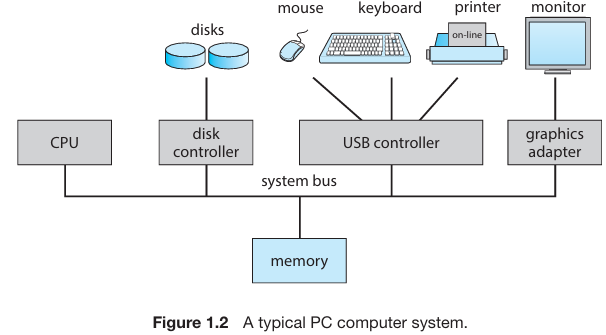 mouse
keyboard
printer
monitor
disks
on-line
CPU
disk
controller
USB controller
graphics
adapter
system bus
memory
Figure 1.2 A typical PC computer system.